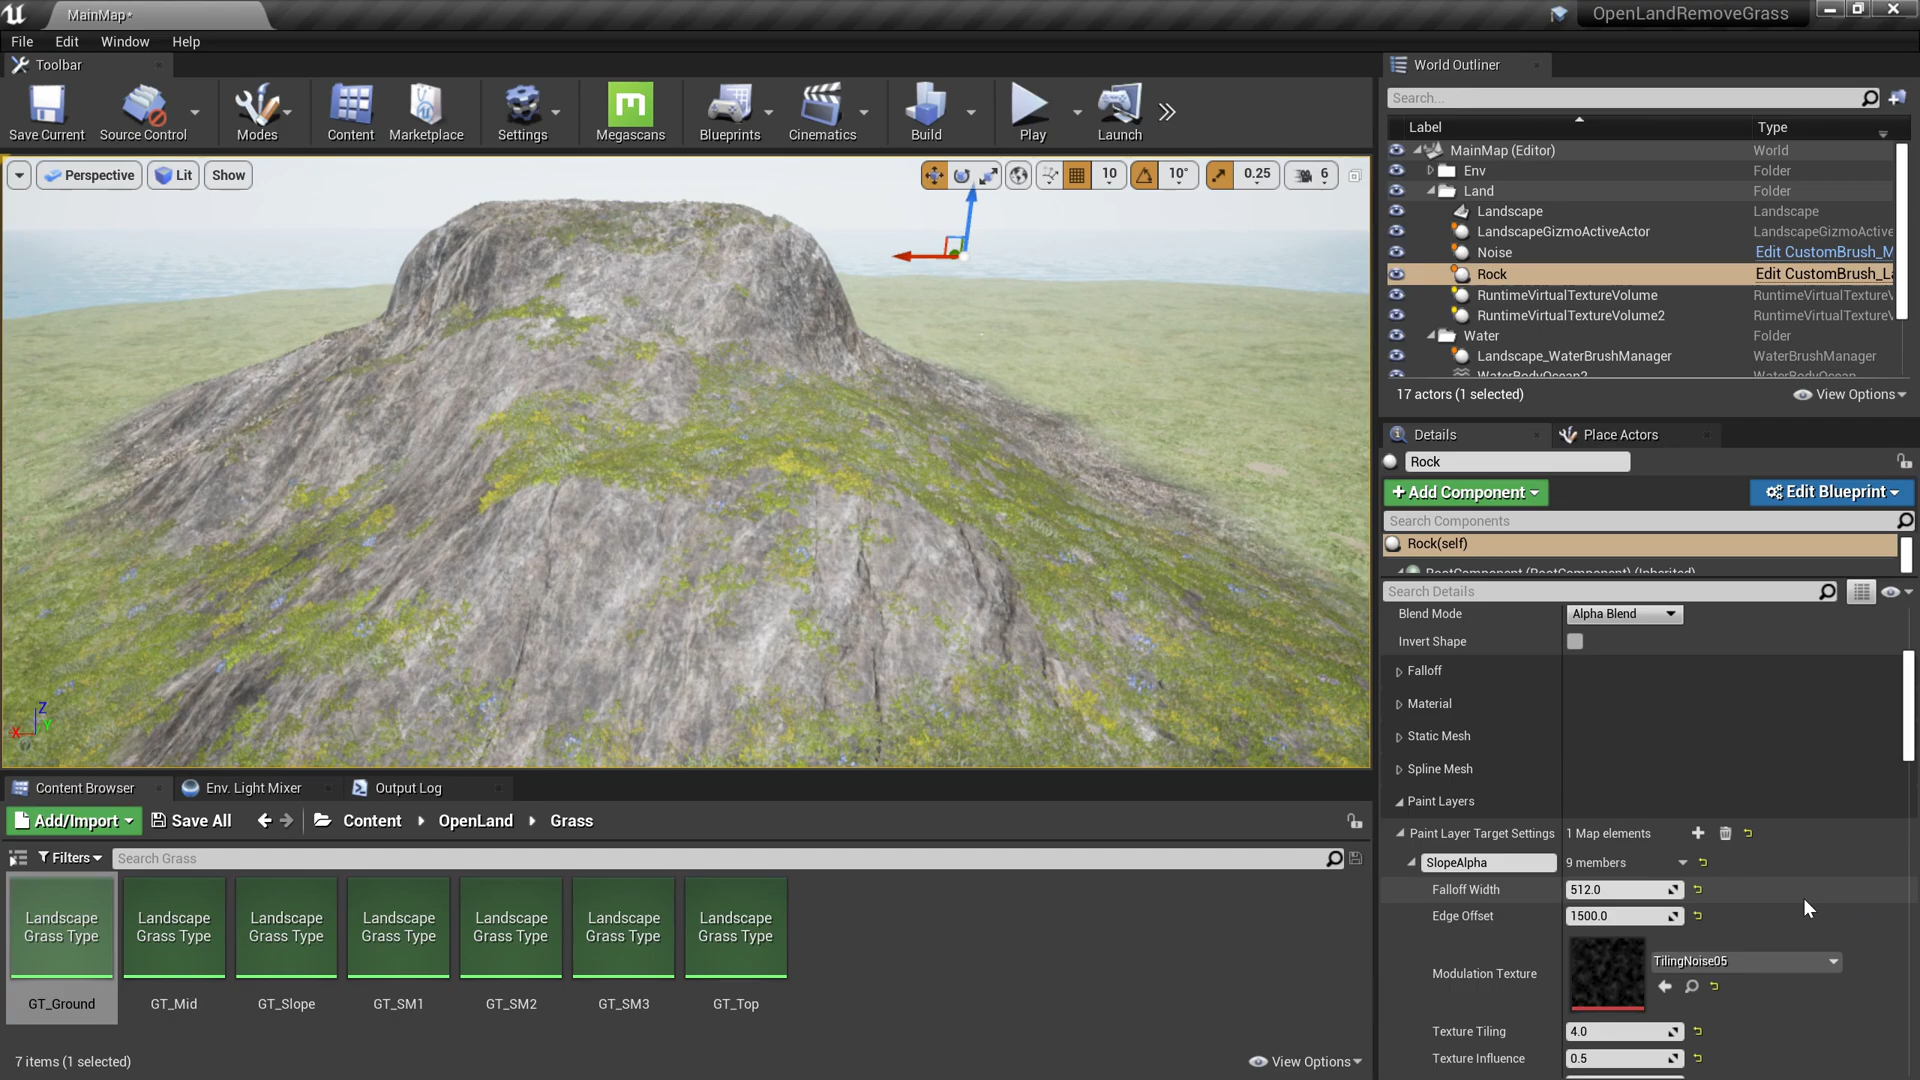 MainMap*
OpenLandRemoveGrass
File Edit Window Help
Toolbar
World Outliner
Save Current Source Control Modes Content Marketplace Settings Megascans Blueprints Cinematics Build Play Launch
Search...
Label Type
Perspective Lit Show 10 10° 0.25 6
MainMap (Editor) World
Env Folder
Land Folder
Landscape Landscape
LandscapeGizmoActiveActor LandscapeGizmoActive
Noise Edit CustomBrush_M
Rock Edit CustomBrush_La
RuntimeVirtualTextureVolume RuntimeVirtualTextureV
RuntimeVirtualTextureVolume2 RuntimeVirtualTextureV
Water Folder
Landscape_WaterBrushManager WaterBrushManager
WaterBodyOcean2 WaterBodyOcean
17 actors (1 selected) View Options
Details Place Actors
Rock
+ Add Component Edit Blueprint
Search Components
Rock(self)
RootComponent (RootComponent) (Inherited)
Search Details
Blend Mode Alpha Blend
Invert Shape
Falloff
Material
Static Mesh
Spline Mesh
Paint Layers
Paint Layer Target Settings 1 Map elements
SlopeAlpha 9 members
Falloff Width 512.0
Edge Offset 1500.0
Modulation Texture TilingNoise05
Texture Tiling 4.0
Texture Influence 0.5
Z
X Y
Content Browser Env. Light Mixer Output Log
Add/Import Save All Content OpenLand Grass
Filters Search Grass
Landscape Grass Type
Landscape Grass Type
Landscape Grass Type
Landscape Grass Type
Landscape Grass Type
Landscape Grass Type
Landscape Grass Type
GT_Ground GT_Mid GT_Slope GT_SM1 GT_SM2 GT_SM3 GT_Top
7 items (1 selected) View Options